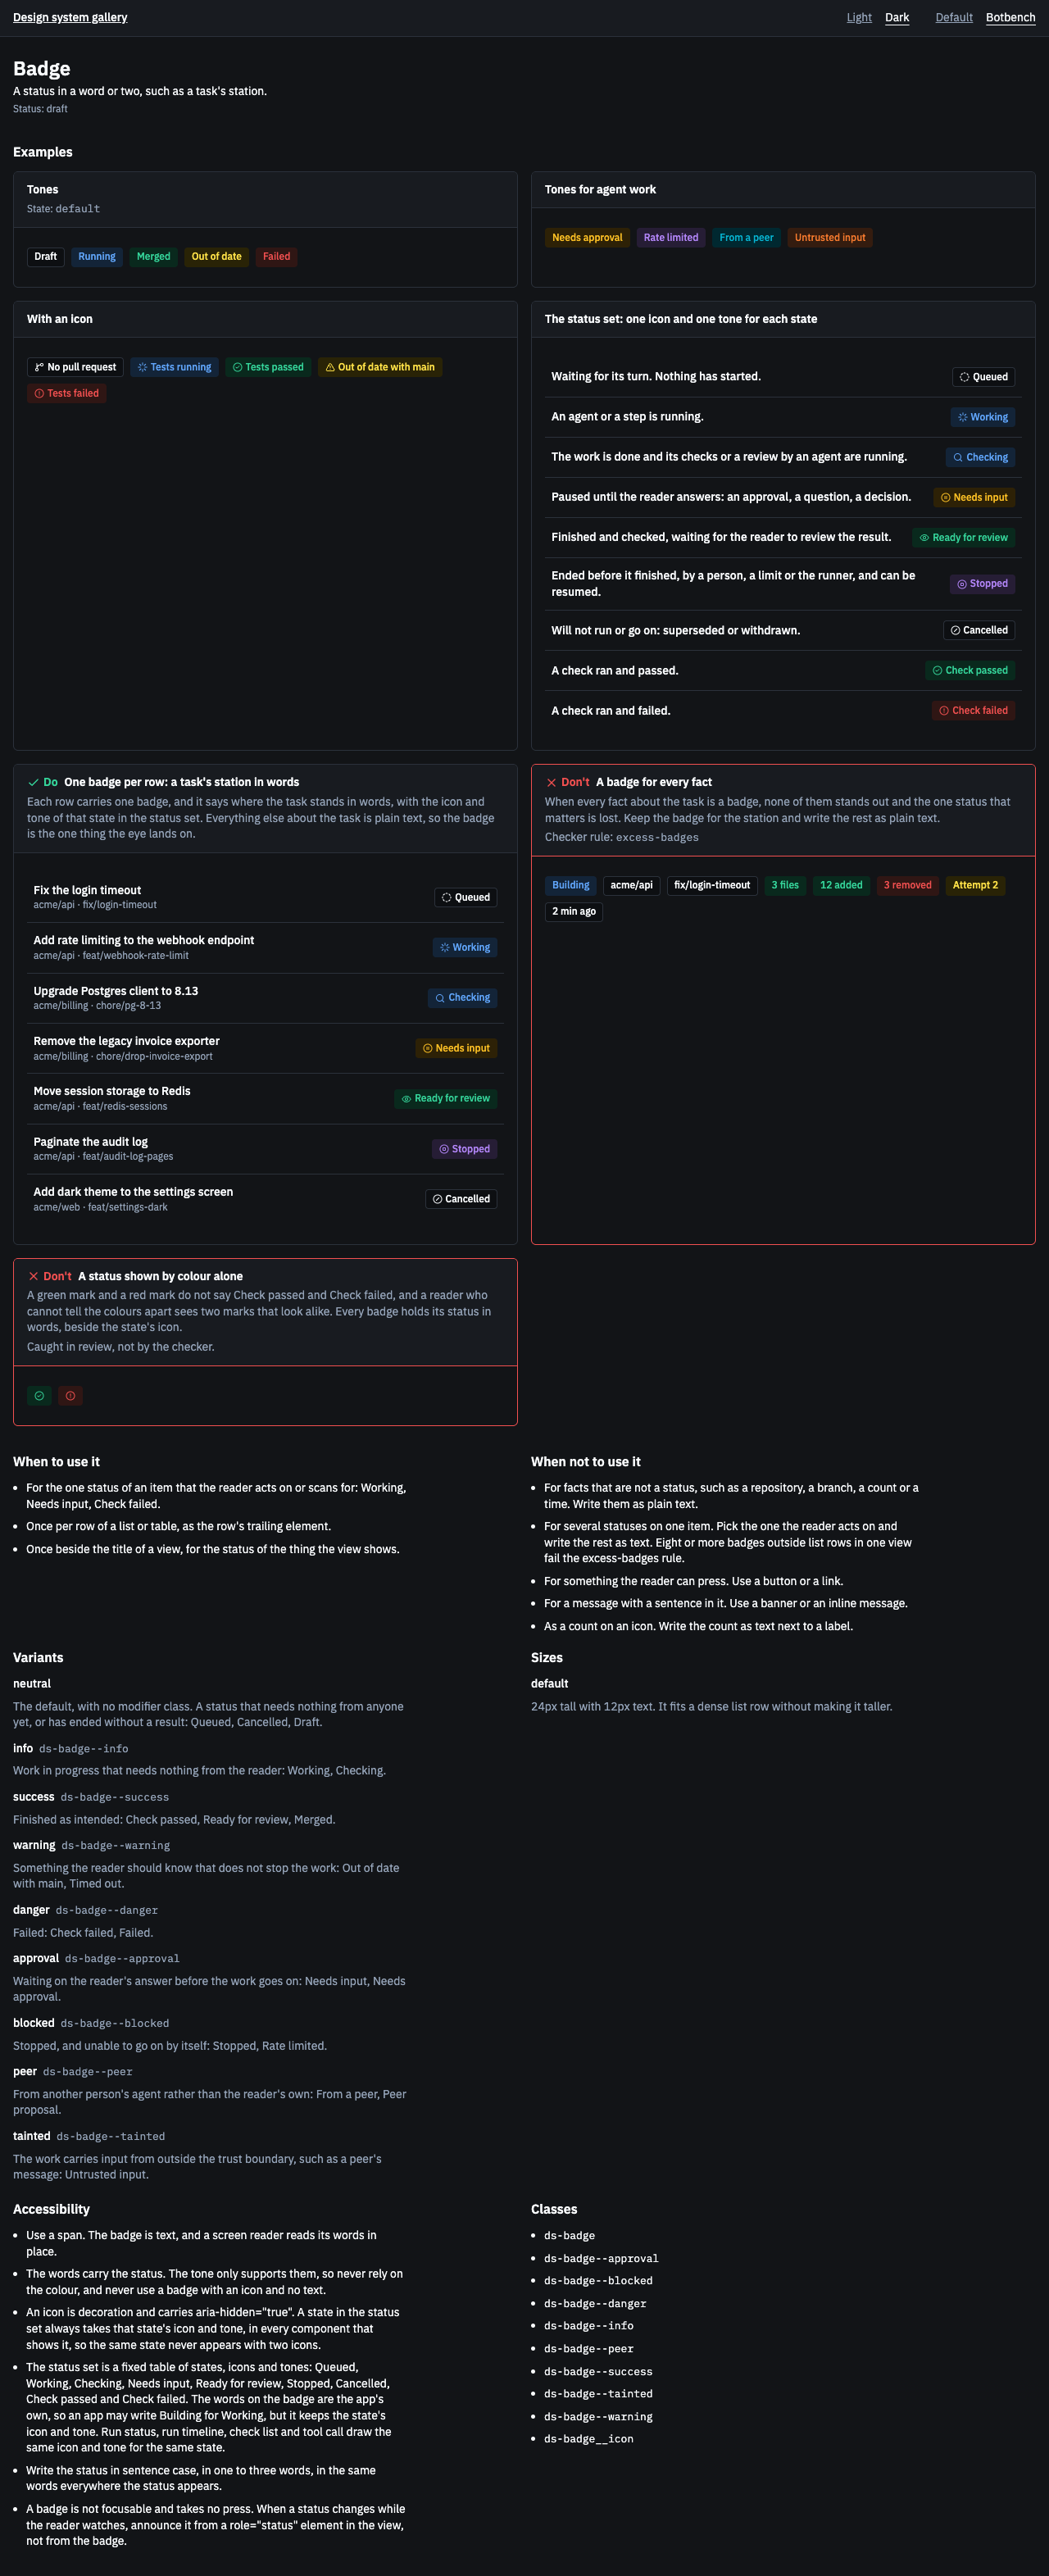 Design system gallery
Light Dark Default Botbench
Badge
A status in a word or two, such as a task's station.
Status: draft
Examples
Tones
State: default
Draft Running Merged Out of date Failed
Tones for agent work
Needs approval Rate limited From a peer Untrusted input
With an icon
No pull request Tests running Tests passed Out of date with main
Tests failed
The status set: one icon and one tone for each state
Waiting for its turn. Nothing has started. Queued
An agent or a step is running. Working
The work is done and its checks or a review by an agent are running. Checking
Paused until the reader answers: an approval, a question, a decision. Needs input
Finished and checked, waiting for the reader to review the result. Ready for review
Ended before it finished, by a person, a limit or the runner, and can be
resumed. Stopped
Will not run or go on: superseded or withdrawn. Cancelled
A check ran and passed. Check passed
A check ran and failed. Check failed
Do One badge per row: a task's station in words
Each row carries one badge, and it says where the task stands in words, with the icon and
tone of that state in the status set. Everything else about the task is plain text, so the badge
is the one thing the eye lands on.
Fix the login timeout
acme/api · fix/login-timeout
Queued
Add rate limiting to the webhook endpoint
acme/api · feat/webhook-rate-limit
Working
Upgrade Postgres client to 8.13
acme/billing · chore/pg-8-13
Checking
Remove the legacy invoice exporter
acme/billing · chore/drop-invoice-export
Needs input
Move session storage to Redis
acme/api · feat/redis-sessions
Ready for review
Paginate the audit log
acme/api · feat/audit-log-pages
Stopped
Add dark theme to the settings screen
acme/web · feat/settings-dark
Cancelled
Don't A badge for every fact
When every fact about the task is a badge, none of them stands out and the one status that
matters is lost. Keep the badge for the station and write the rest as plain text.
Checker rule: excess-badges
Building acme/api fix/login-timeout 3 files 12 added 3 removed Attempt 2
2 min ago
Don't A status shown by colour alone
A green mark and a red mark do not say Check passed and Check failed, and a reader who
cannot tell the colours apart sees two marks that look alike. Every badge holds its status in
words, beside the state's icon.
Caught in review, not by the checker.
When to use it
For the one status of an item that the reader acts on or scans for: Working,
Needs input, Check failed.
Once per row of a list or table, as the row's trailing element.
Once beside the title of a view, for the status of the thing the view shows.
When not to use it
For facts that are not a status, such as a repository, a branch, a count or a
time. Write them as plain text.
For several statuses on one item. Pick the one the reader acts on and
write the rest as text. Eight or more badges outside list rows in one view
fail the excess-badges rule.
For something the reader can press. Use a button or a link.
For a message with a sentence in it. Use a banner or an inline message.
As a count on an icon. Write the count as text next to a label.
Variants
neutral
The default, with no modifier class. A status that needs nothing from anyone
yet, or has ended without a result: Queued, Cancelled, Draft.
info ds-badge--info
Work in progress that needs nothing from the reader: Working, Checking.
success ds-badge--success
Finished as intended: Check passed, Ready for review, Merged.
warning ds-badge--warning
Something the reader should know that does not stop the work: Out of date
with main, Timed out.
danger ds-badge--danger
Failed: Check failed, Failed.
approval ds-badge--approval
Waiting on the reader's answer before the work goes on: Needs input, Needs
approval.
blocked ds-badge--blocked
Stopped, and unable to go on by itself: Stopped, Rate limited.
peer ds-badge--peer
From another person's agent rather than the reader's own: From a peer, Peer
proposal.
tainted ds-badge--tainted
The work carries input from outside the trust boundary, such as a peer's
message: Untrusted input.
Sizes
default
24px tall with 12px text. It fits a dense list row without making it taller.
Accessibility
Use a span. The badge is text, and a screen reader reads its words in
place.
The words carry the status. The tone only supports them, so never rely on
the colour, and never use a badge with an icon and no text.
An icon is decoration and carries aria-hidden="true". A state in the status
set always takes that state's icon and tone, in every component that
shows it, so the same state never appears with two icons.
The status set is a fixed table of states, icons and tones: Queued,
Working, Checking, Needs input, Ready for review, Stopped, Cancelled,
Check passed and Check failed. The words on the badge are the app's
own, so an app may write Building for Working, but it keeps the state's
icon and tone. Run status, run timeline, check list and tool call draw the
same icon and tone for the same state.
Write the status in sentence case, in one to three words, in the same
words everywhere the status appears.
A badge is not focusable and takes no press. When a status changes while
the reader watches, announce it from a role="status" element in the view,
not from the badge.
Classes
ds-badge
ds-badge--approval
ds-badge--blocked
ds-badge--danger
ds-badge--info
ds-badge--peer
ds-badge--success
ds-badge--tainted
ds-badge--warning
ds-badge__icon